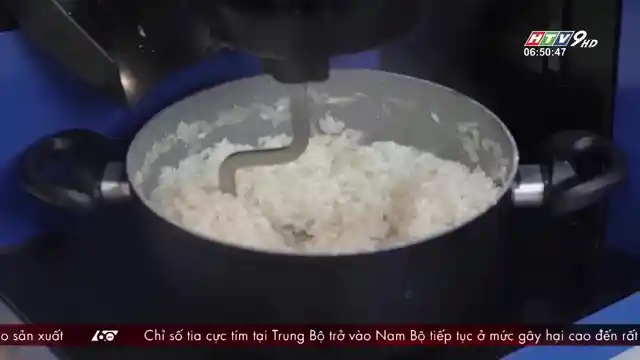 HTV9 HD
06:50:47
o sản xuất 60 Chỉ số tia cực tím tại Trung Bộ trở vào Nam Bộ tiếp tục ở mức gây hại cao đến rất